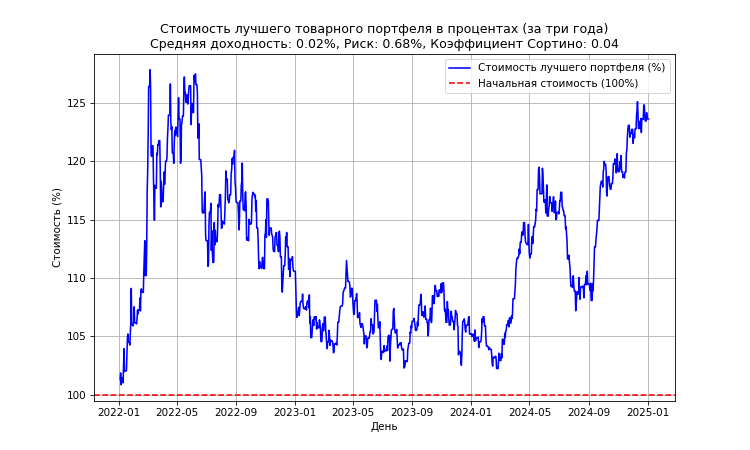 Стоимость лучшего товарного портфеля в процентах (за три года)
Средняя доходность: 0.02%, Риск: 0.68%, Коэффициент Сортино: 0.04
Стоимость лучшего портфеля (%)
Начальная стоимость (100%)
Стоимость (%)
125
120
115
110
105
100
2022-01 2022-05 2022-09 2023-01 2023-05 2023-09 2024-01 2024-05 2024-09 2025-01
День